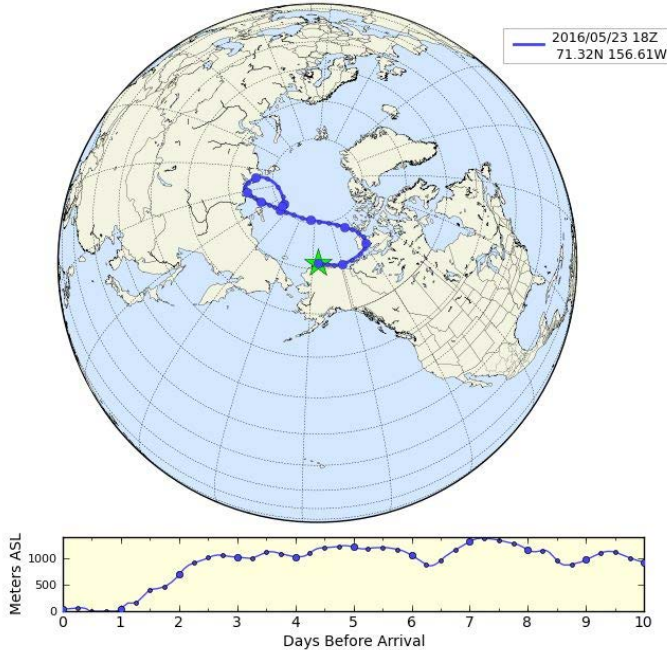 2016/05/23 18Z
71.32N 156.61W
1000
500
0
Meters ASL
0 1 2 3 4 5 6 7 8 9 10
Days Before Arrival